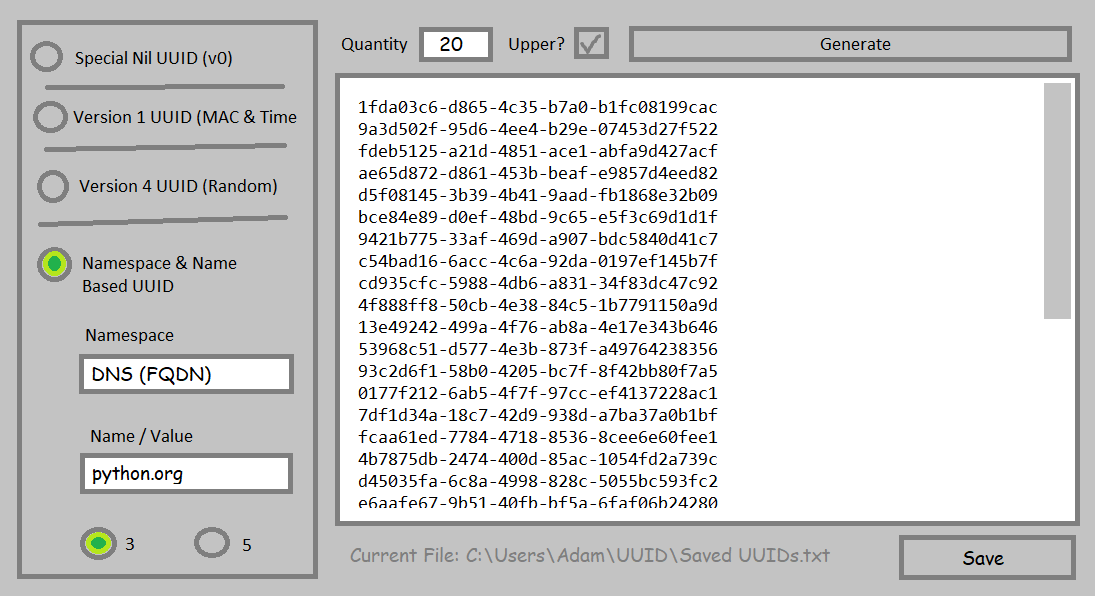 Special Nil UUID (v0)
Version 1 UUID (MAC & Time
Version 4 UUID (Random)
Namespace & Name
Based UUID
Namespace
DNS (FQDN)
Name / Value
python.org
3
5
Quantity
20
Upper?
Generate
1fda03c6-d865-4c35-b7a0-b1fc08199cac
9a3d502f-95d6-4ee4-b29e-07453d27f522
fdeb5125-a21d-4851-ace1-abfa9d427acf
ae65d872-d861-453b-beaf-e9857d4eed82
d5f08145-3b39-4b41-9aad-fb1868e32b09
bce84e89-d0ef-48bd-9c65-e5f3c69d1d1f
9421b775-33af-469d-a907-bdc5840d41c7
c54bad16-6acc-4c6a-92da-0197ef145b7f
cd935cfc-5988-4db6-a831-34f83dc47c92
4f888ff8-50cb-4e38-84c5-1b7791150a9d
13e49242-499a-4f76-ab8a-4e17e343b646
53968c51-d577-4e3b-873f-a49764238356
93c2d6f1-58b0-4205-bc7f-8f42bb80f7a5
0177f212-6ab5-4f7f-97cc-ef4137228ac1
7df1d34a-18c7-42d9-938d-a7ba37a0b1bf
fcaa61ed-7784-4718-8536-8cee6e60fee1
4b7875db-2474-400d-85ac-1054fd2a739c
d45035fa-6c8a-4998-828c-5055bc593fc2
e6aafe67-9b51-40fb-bf5a-6faf06b24280
Current File: C:\Users\Adam\UUID\Saved UUIDs.txt
Save